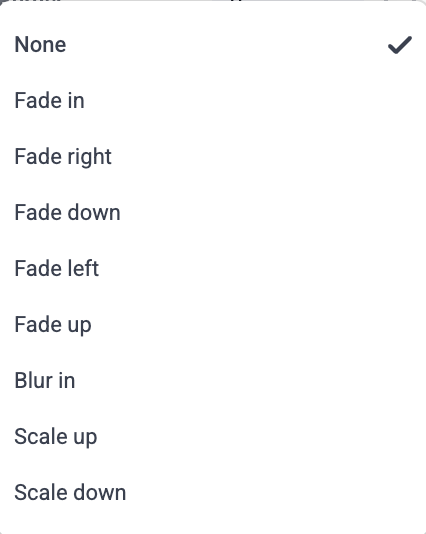 None
Fade in
Fade right
Fade down
Fade left
Fade up
Blur in
Scale up
Scale down